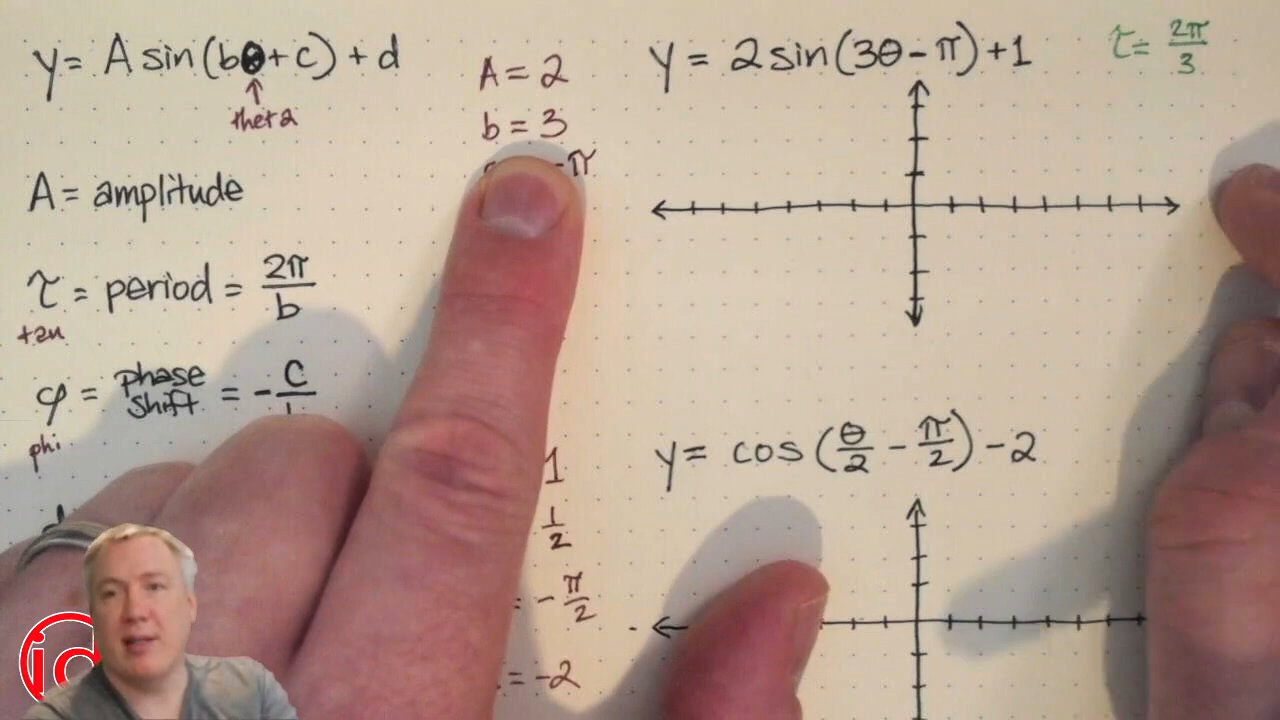 y = A sin(bθ + c) + d
theta
A = amplitude
τ = period = 2π/b
tau
φ = phase shift = - c
phi
A = 2
b = 3
-π
1
1/2
= -π/2
= -2
y = 2 sin(3θ - π) + 1
τ = 2π/3
y = cos(θ/2 - π/2) - 2